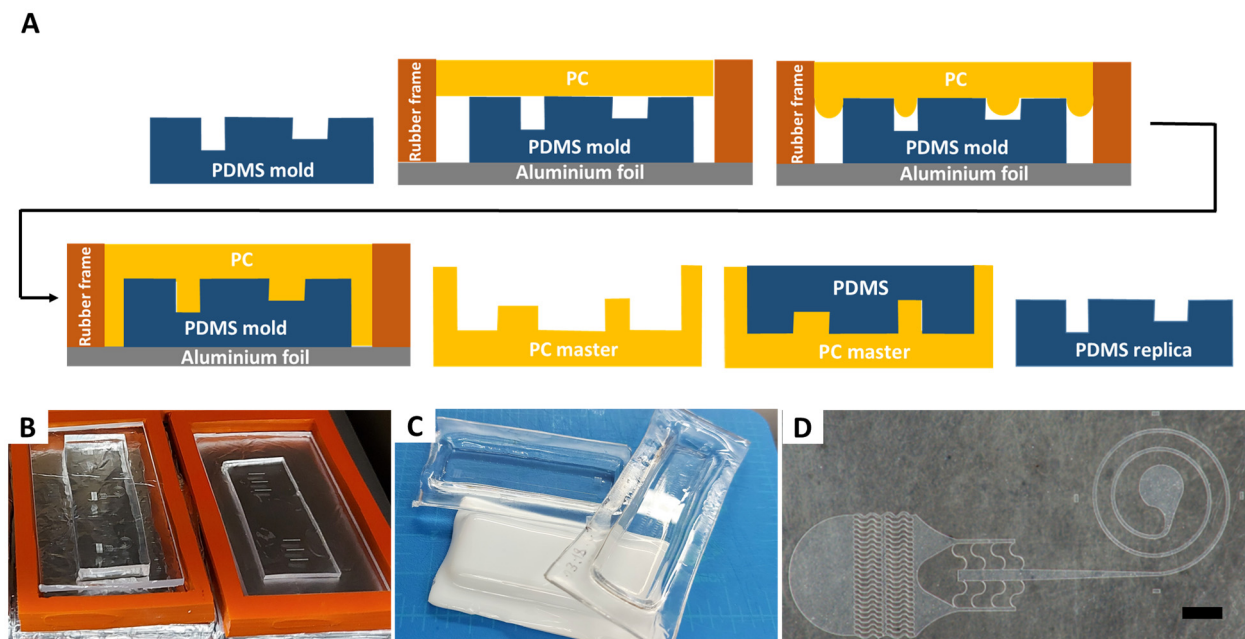 A
Rubber frame
PC
PDMS mold
Aluminium foil
Rubber frame
PC
PDMS mold
Aluminium foil
PDMS mold
Rubber frame
PC
PDMS mold
Aluminium foil
PC master
PDMS
PC master
PDMS replica
B
C
D